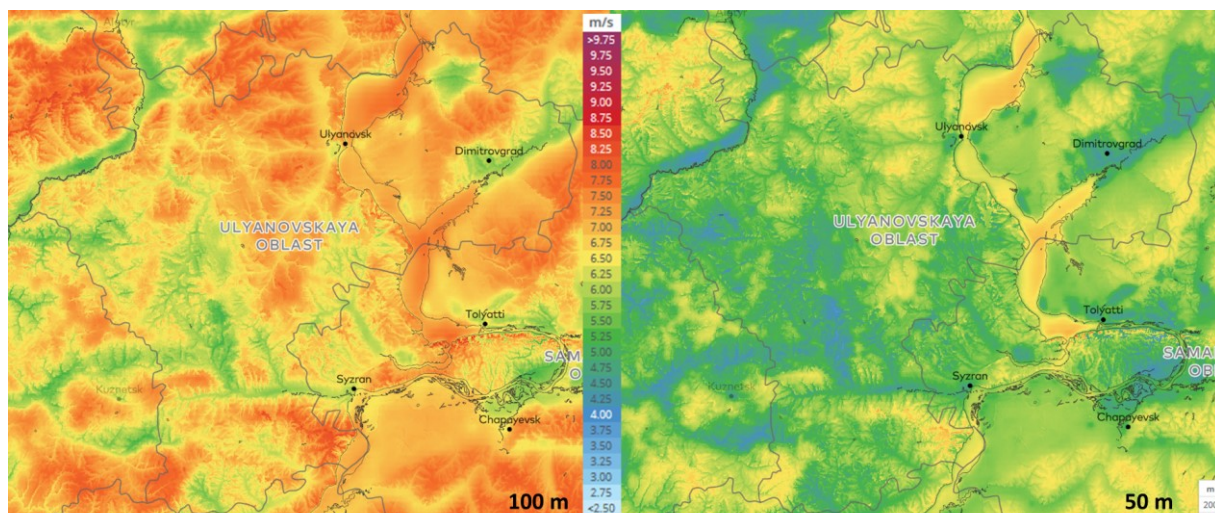 Ulyanovsk
Dimitrovgrad
ULYANOVSKAYA
OBLAST
Tolyatti
SAM
O
Syzran
Kuznetsk
Chapayevsk
100 m
m/s
>9.75
9.75
9.50
9.25
9.00
8.75
8.50
8.25
8.00
7.75
7.50
7.25
7.00
6.75
6.50
6.25
6.00
5.75
5.50
5.25
5.00
4.75
4.50
4.25
4.00
3.75
3.50
3.25
3.00
2.75
<2.50
Ulyanovsk
Dimitrovgrad
ULYANOVSKAYA
OBLAST
Tolyatti
SAMA
OB
Syzran
Kuznetsk
Chapayevsk
50 m
m
200